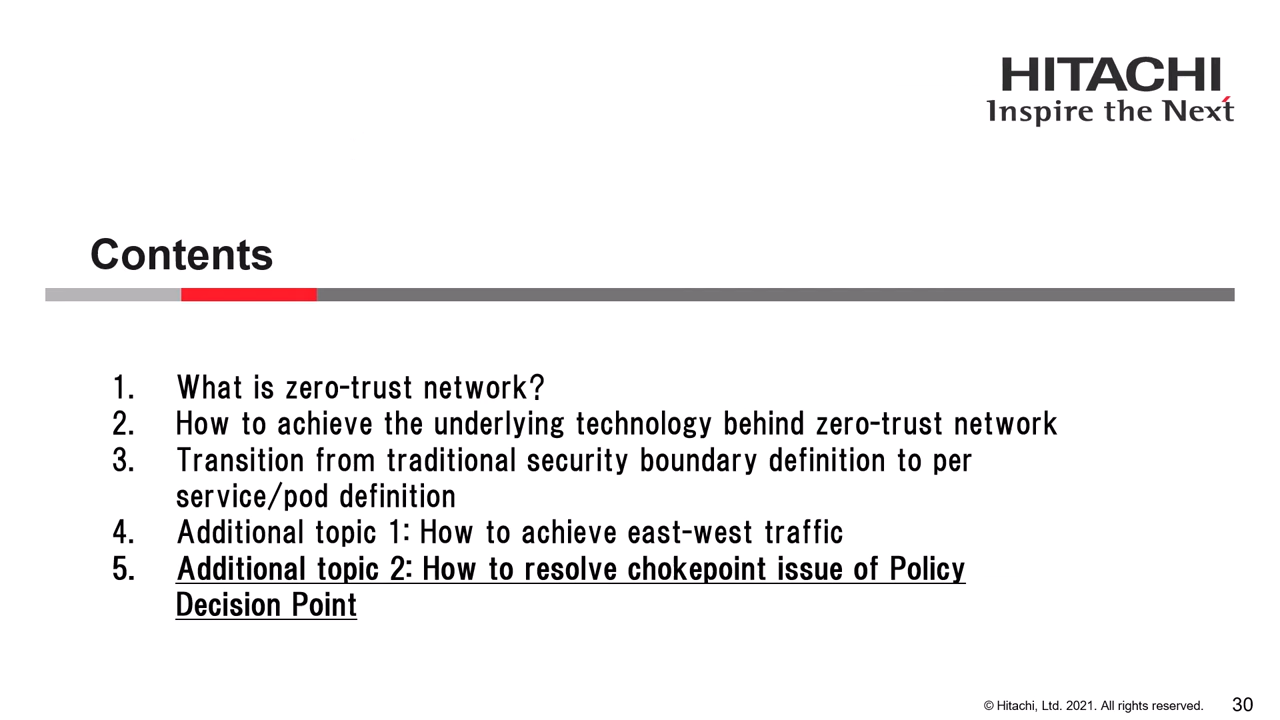 HITACHI
Inspire the Next
Contents
1. What is zero-trust network?
2. How to achieve the underlying technology behind zero-trust network
3. Transition from traditional security boundary definition to per
service/pod definition
4. Additional topic 1: How to achieve east-west traffic
5. Additional topic 2: How to resolve chokepoint issue of Policy
Decision Point
© Hitachi, Ltd. 2021. All rights reserved. 30